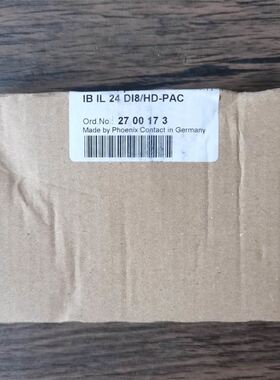 IB IL 24 DI8/HD-PAC
Ord.No.: 27 00 17 3
Made by Phoenix Contact in Germany